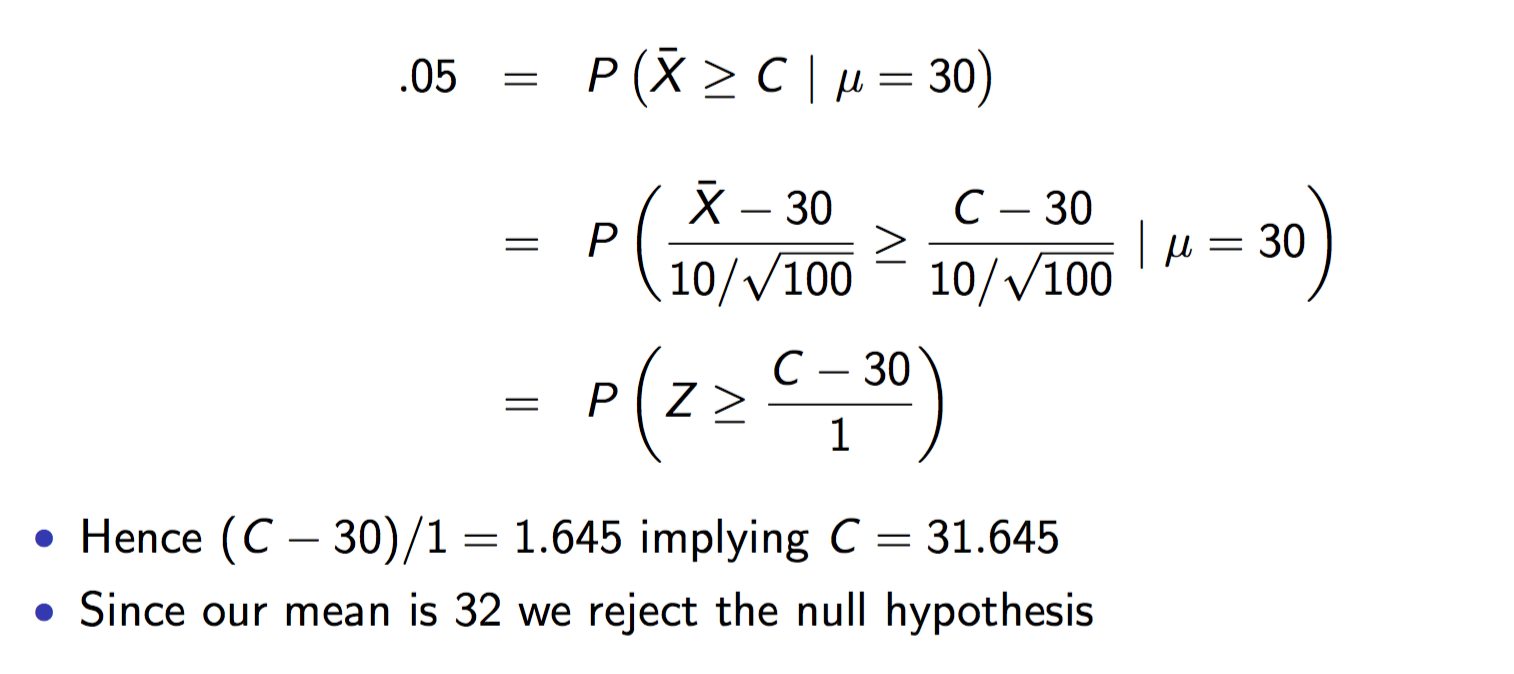 .05 = P(X̄ ≥ C | μ = 30)
= P((X̄ − 30)/(10/√100) ≥ (C − 30)/(10/√100) | μ = 30)
= P(Z ≥ (C − 30)/1)
• Hence (C − 30)/1 = 1.645 implying C = 31.645
• Since our mean is 32 we reject the null hypothesis